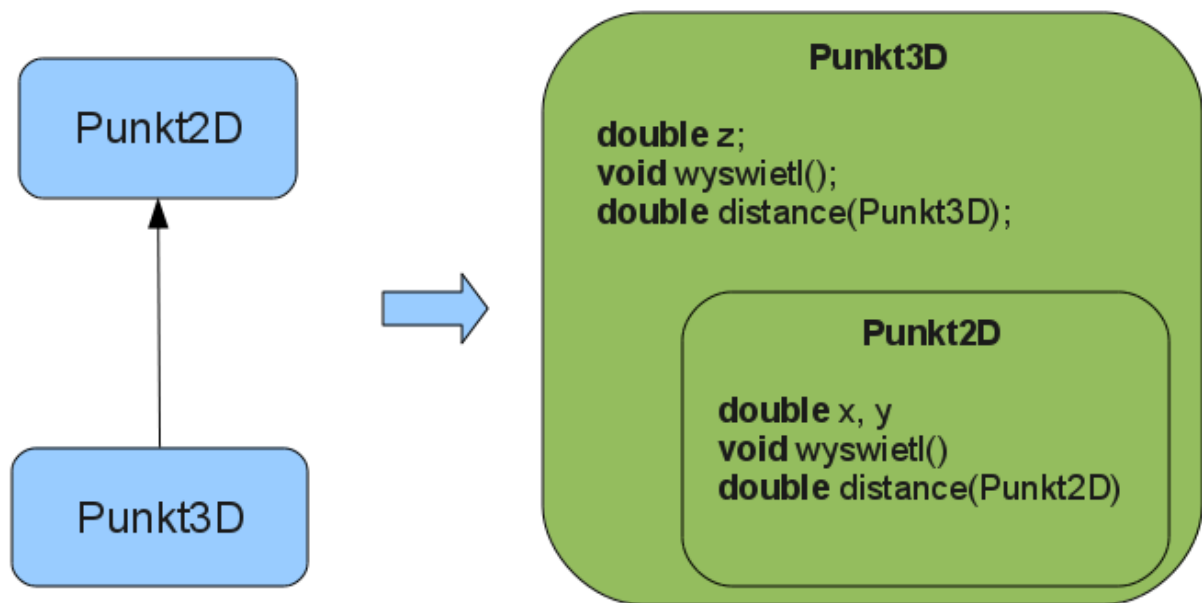 Punkt2D
Punkt3D
Punkt3D
double z;
void wyswietl();
double distance(Punkt3D);
Punkt2D
double x, y
void wyswietl()
double distance(Punkt2D)